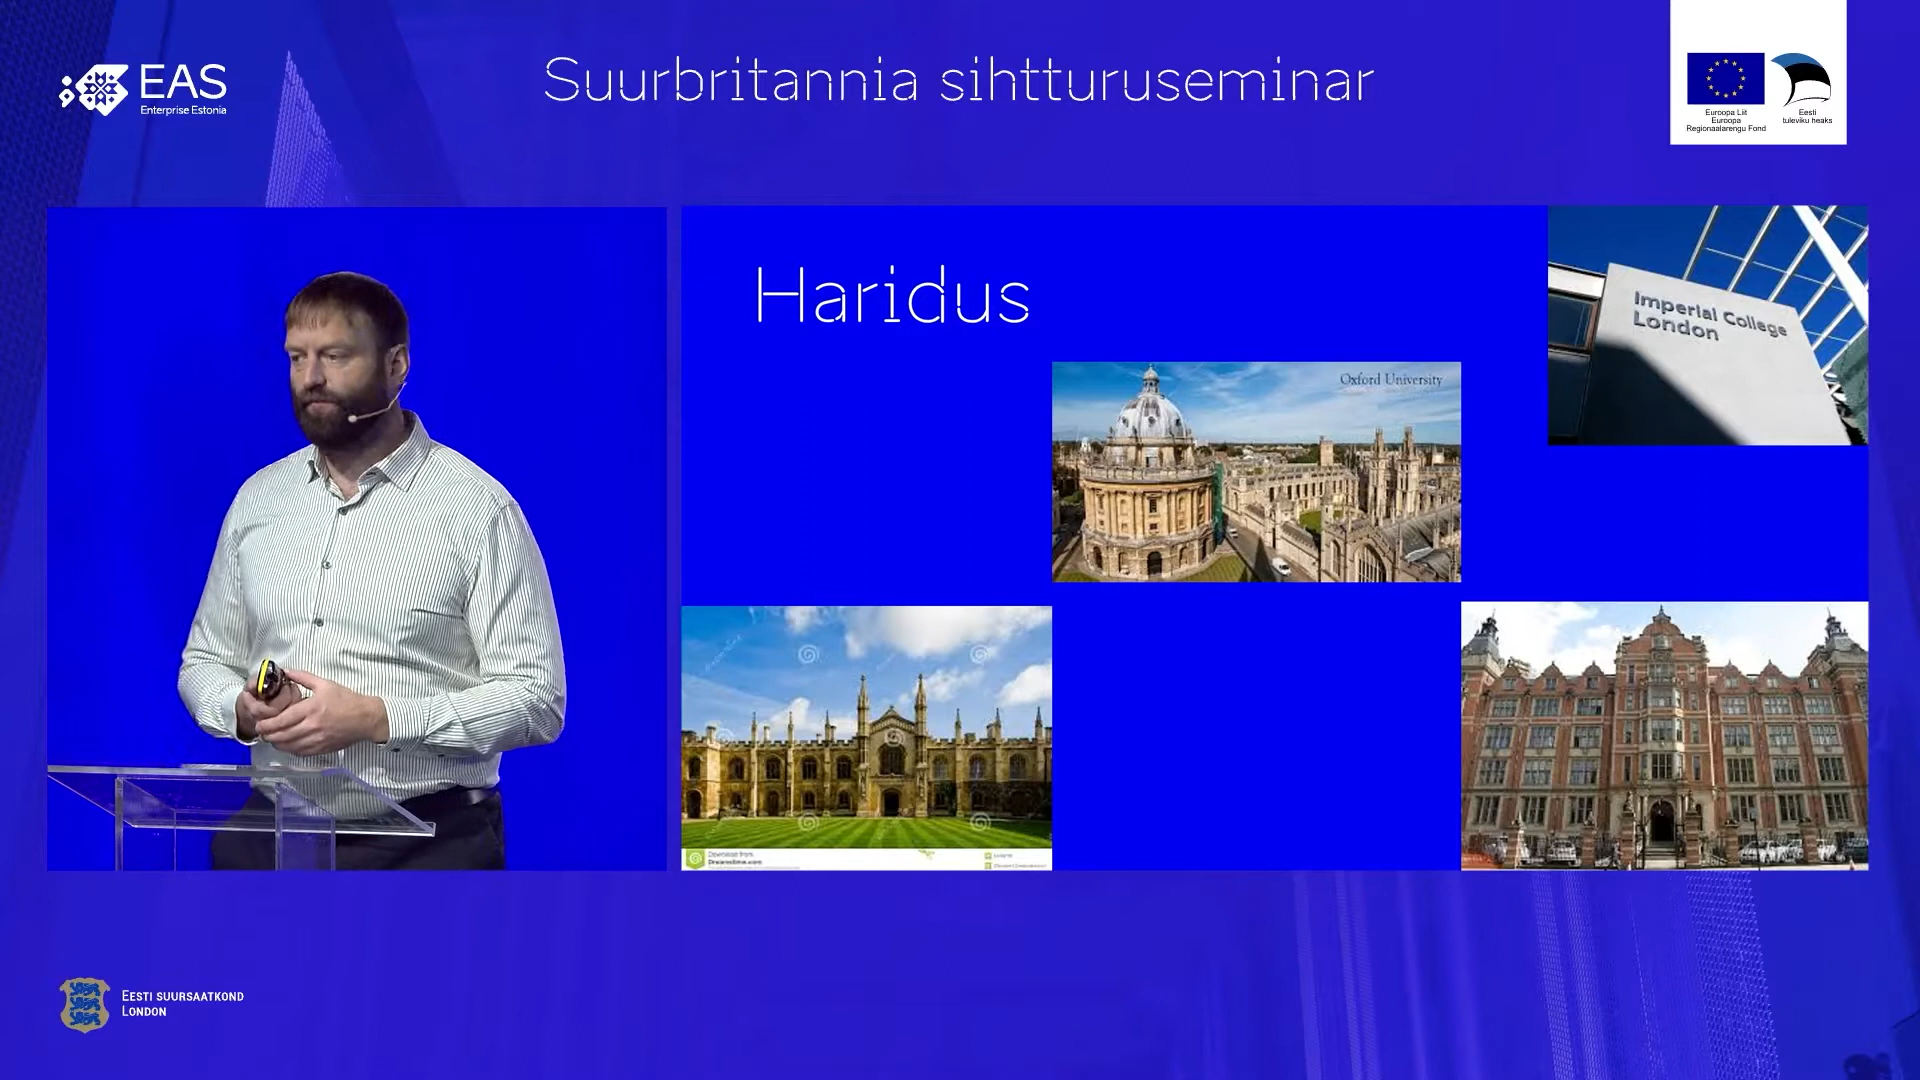 EAS
Enterprise Estonia
Suurbritannia sihtturuseminar
Euroopa Liit
Euroopa
Regionaalarengu Fond
Eesti
tuleviku heaks
Haridus
Imperial College
London
Oxford University
Download from
Dreamstime.com
EESTI SUURSAATKOND
LONDON